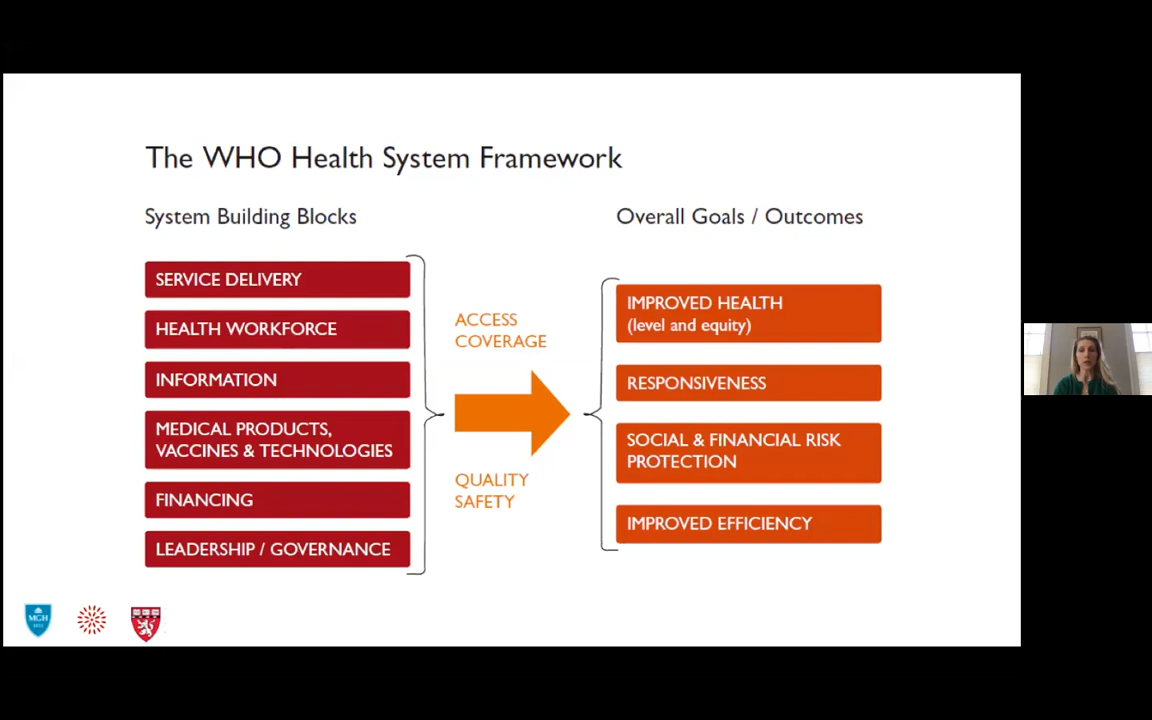 The WHO Health System Framework
System Building Blocks
SERVICE DELIVERY
HEALTH WORKFORCE
INFORMATION
MEDICAL PRODUCTS,
VACCINES & TECHNOLOGIES
FINANCING
LEADERSHIP / GOVERNANCE
ACCESS
COVERAGE
QUALITY
SAFETY
Overall Goals / Outcomes
IMPROVED HEALTH
(level and equity)
RESPONSIVENESS
SOCIAL & FINANCIAL RISK
PROTECTION
IMPROVED EFFICIENCY
MGH